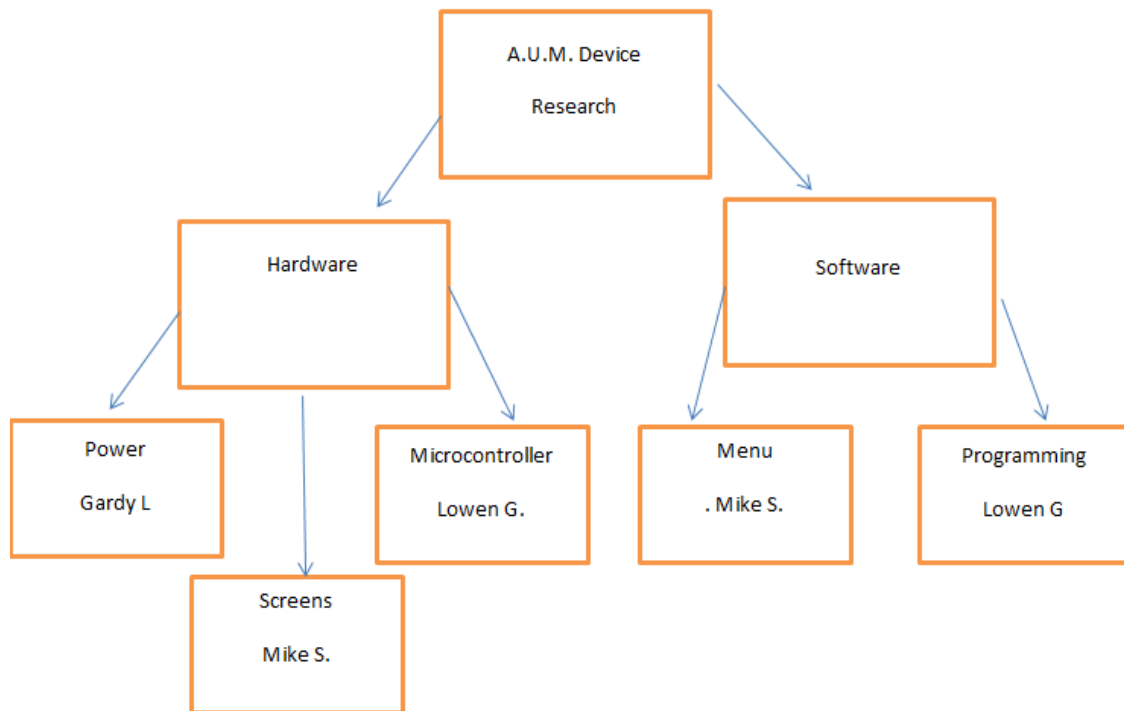 A.U.M. Device
Research
Hardware
Software
Power
Gardy L
Screens
Mike S.
Microcontroller
Lowen G.
Menu
. Mike S.
Programming
Lowen G